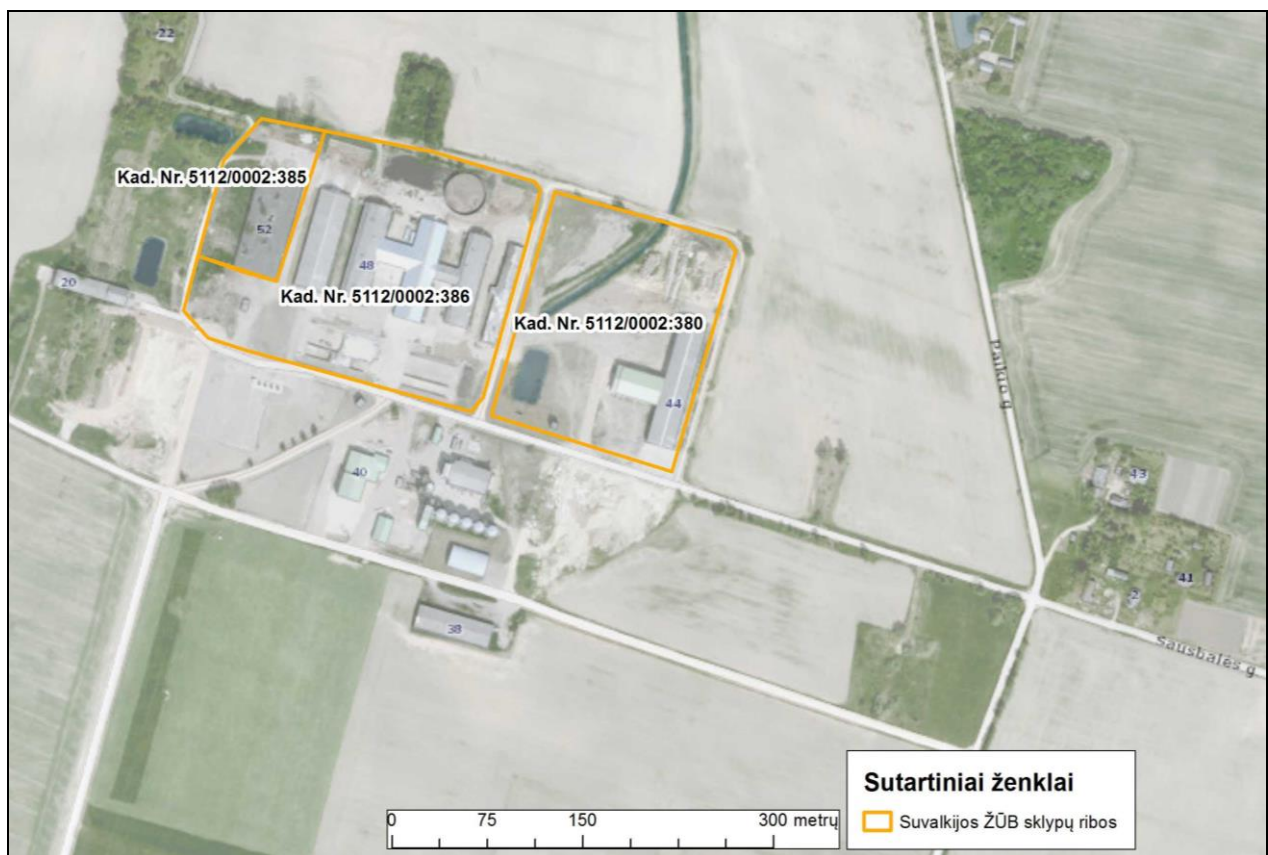 22
Kad. Nr. 5112/0002:385
52
20
48
Kad. Nr. 5112/0002:386
Kad. Nr. 5112/0002:380
44
40
43
41
2
38
Sausbalės g
Sutartiniai ženklai
Suvalkijos ŽŪB sklypų ribos
0 75 150 300 metrų